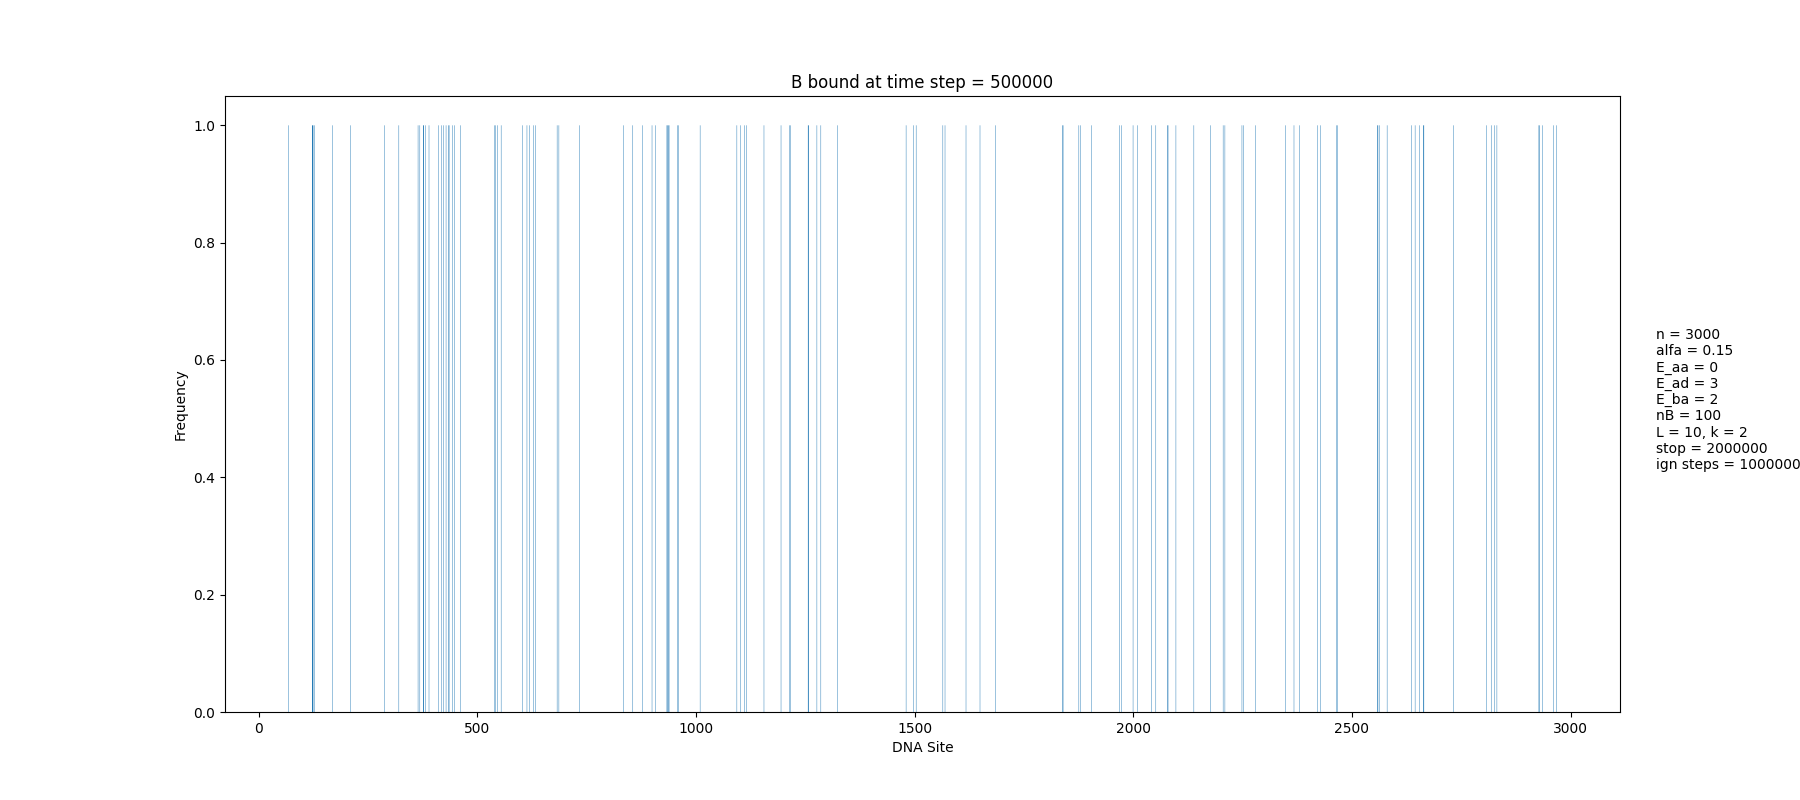 B bound at time step = 500000
1.0
0.8
0.6
0.4
0.2
0.0
Frequency
0 500 1000 1500 2000 2500 3000
DNA Site
n = 3000
alfa = 0.15
E_aa = 0
E_ad = 3
E_ba = 2
nB = 100
L = 10, k = 2
stop = 2000000
ign steps = 1000000